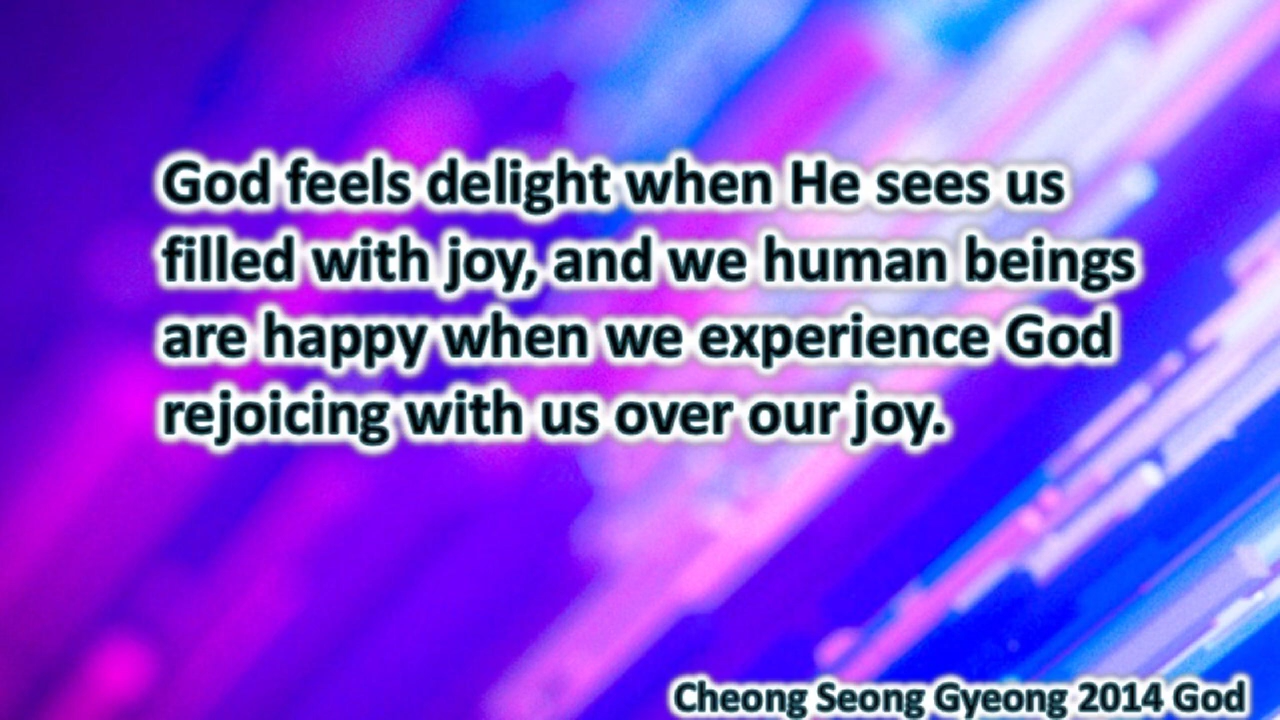 God feels delight when He sees us
filled with joy, and we human beings
are happy when we experience God
rejoicing with us over our joy.
Cheong Seong Gyeong 2014 God